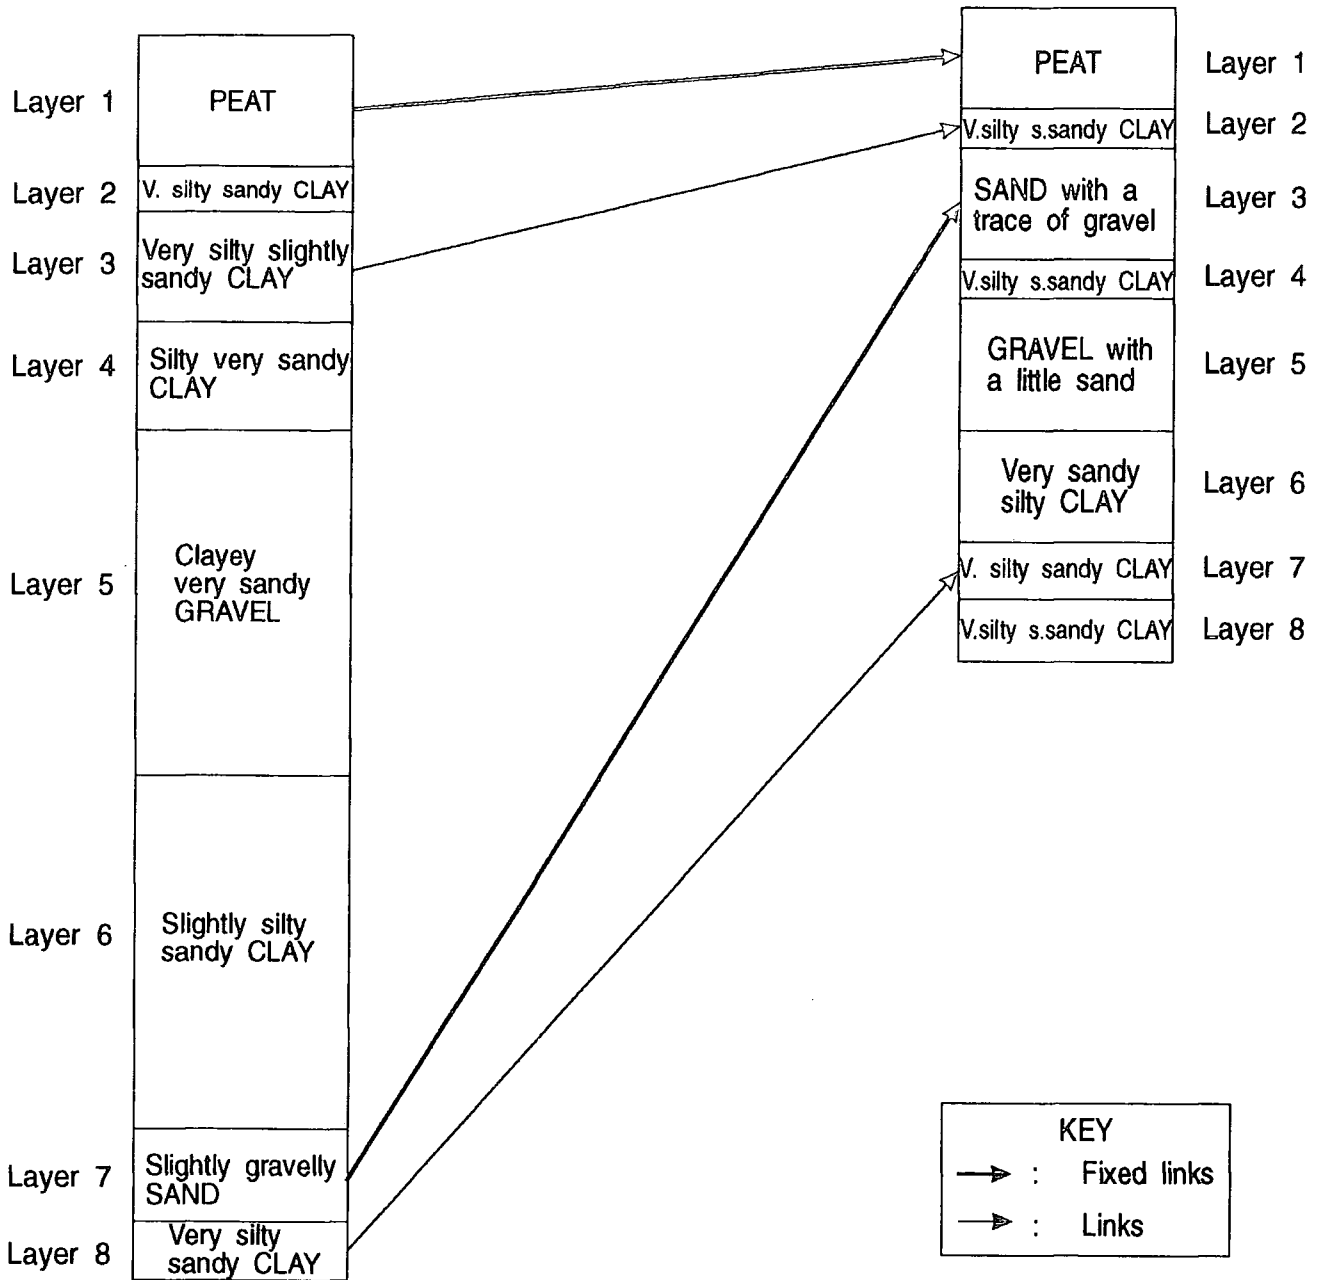 Layer 1
PEAT
Layer 2
V. silty sandy CLAY
Layer 3
Very silty slightly
sandy CLAY
Layer 4
Silty very sandy
CLAY
Layer 5
Clayey
very sandy
GRAVEL
Layer 6
Slightly silty
sandy CLAY
Layer 7
Slightly gravelly
SAND
Layer 8
Very silty
sandy CLAY
PEAT
Layer 1
V.silty s.sandy CLAY
Layer 2
SAND with a
trace of gravel
Layer 3
V.silty s.sandy CLAY
Layer 4
GRAVEL with
a little sand
Layer 5
Very sandy
silty CLAY
Layer 6
V. silty sandy CLAY
Layer 7
V.silty s.sandy CLAY
Layer 8
KEY
: Fixed links
: Links